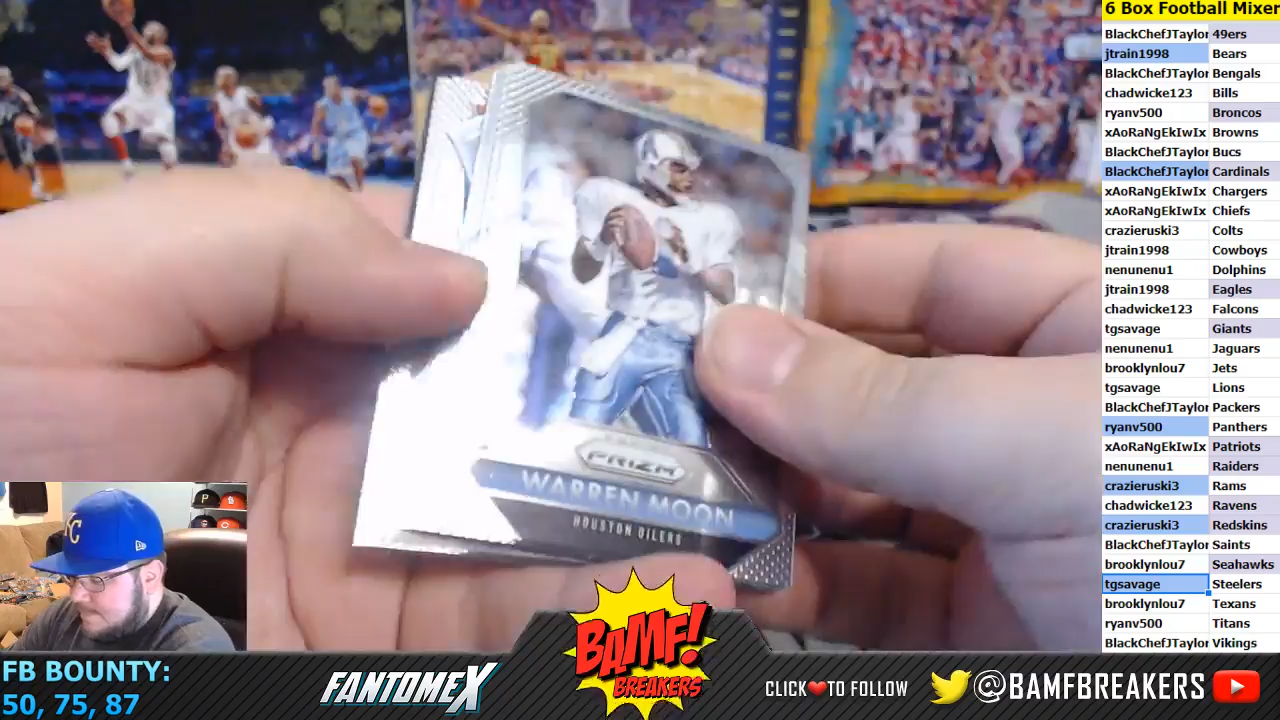 6 Box Football Mixer
BlackChefJTaylor 49ers
jtrain1998 Bears
BlackChefJTaylor Bengals
chadwicke123 Bills
ryanv500 Broncos
xAoRaNgEkIwIx Browns
BlackChefJTaylor Bucs
BlackChefJTaylor Cardinals
xAoRaNgEkIwIx Chargers
xAoRaNgEkIwIx Chiefs
crazieruski3 Colts
jtrain1998 Cowboys
nenunenu1 Dolphins
jtrain1998 Eagles
chadwicke123 Falcons
tgsavage Giants
nenunenu1 Jaguars
brooklynlou7 Jets
tgsavage Lions
BlackChefJTaylor Packers
ryanv500 Panthers
xAoRaNgEkIwIx Patriots
nenunenu1 Raiders
crazieruski3 Rams
chadwicke123 Ravens
crazieruski3 Redskins
BlackChefJTaylor Saints
brooklynlou7 Seahawks
tgsavage Steelers
brooklynlou7 Texans
ryanv500 Titans
BlackChefJTaylor Vikings
PRIZM
WARREN MOON
HOUSTON OILERS
KC
P
FB BOUNTY:
50, 75, 87
FANTOMEX
BAMF!
BREAKERS
CLICK TO FOLLOW
@BAMFBREAKERS